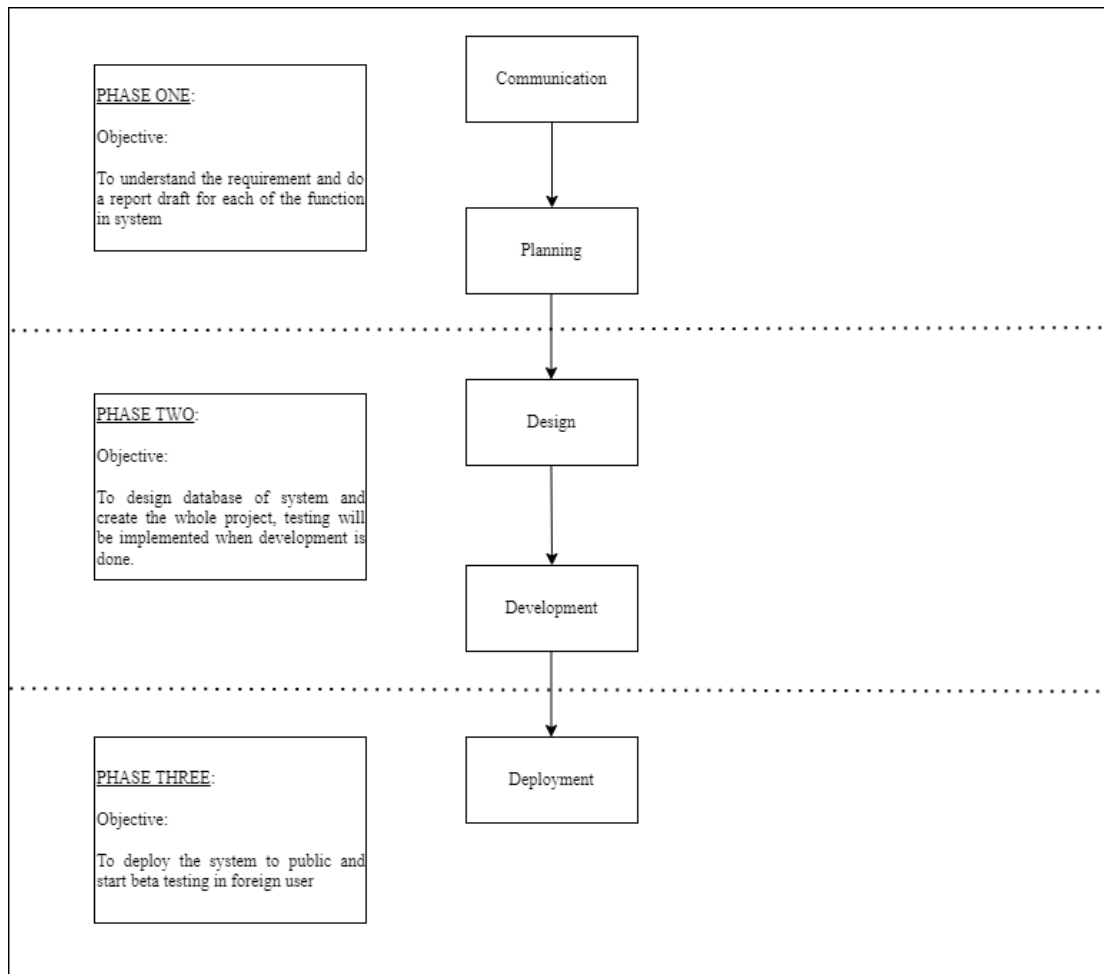 Communication
PHASE ONE:
Objective:
To understand the requirement and do
a report draft for each of the function
in system
Planning
Design
PHASE TWO:
Objective:
To design database of system and
create the whole project, testing will
be implemented when development is
done.
Development
Deployment
PHASE THREE:
Objective:
To deploy the system to public and
start beta testing in foreign user